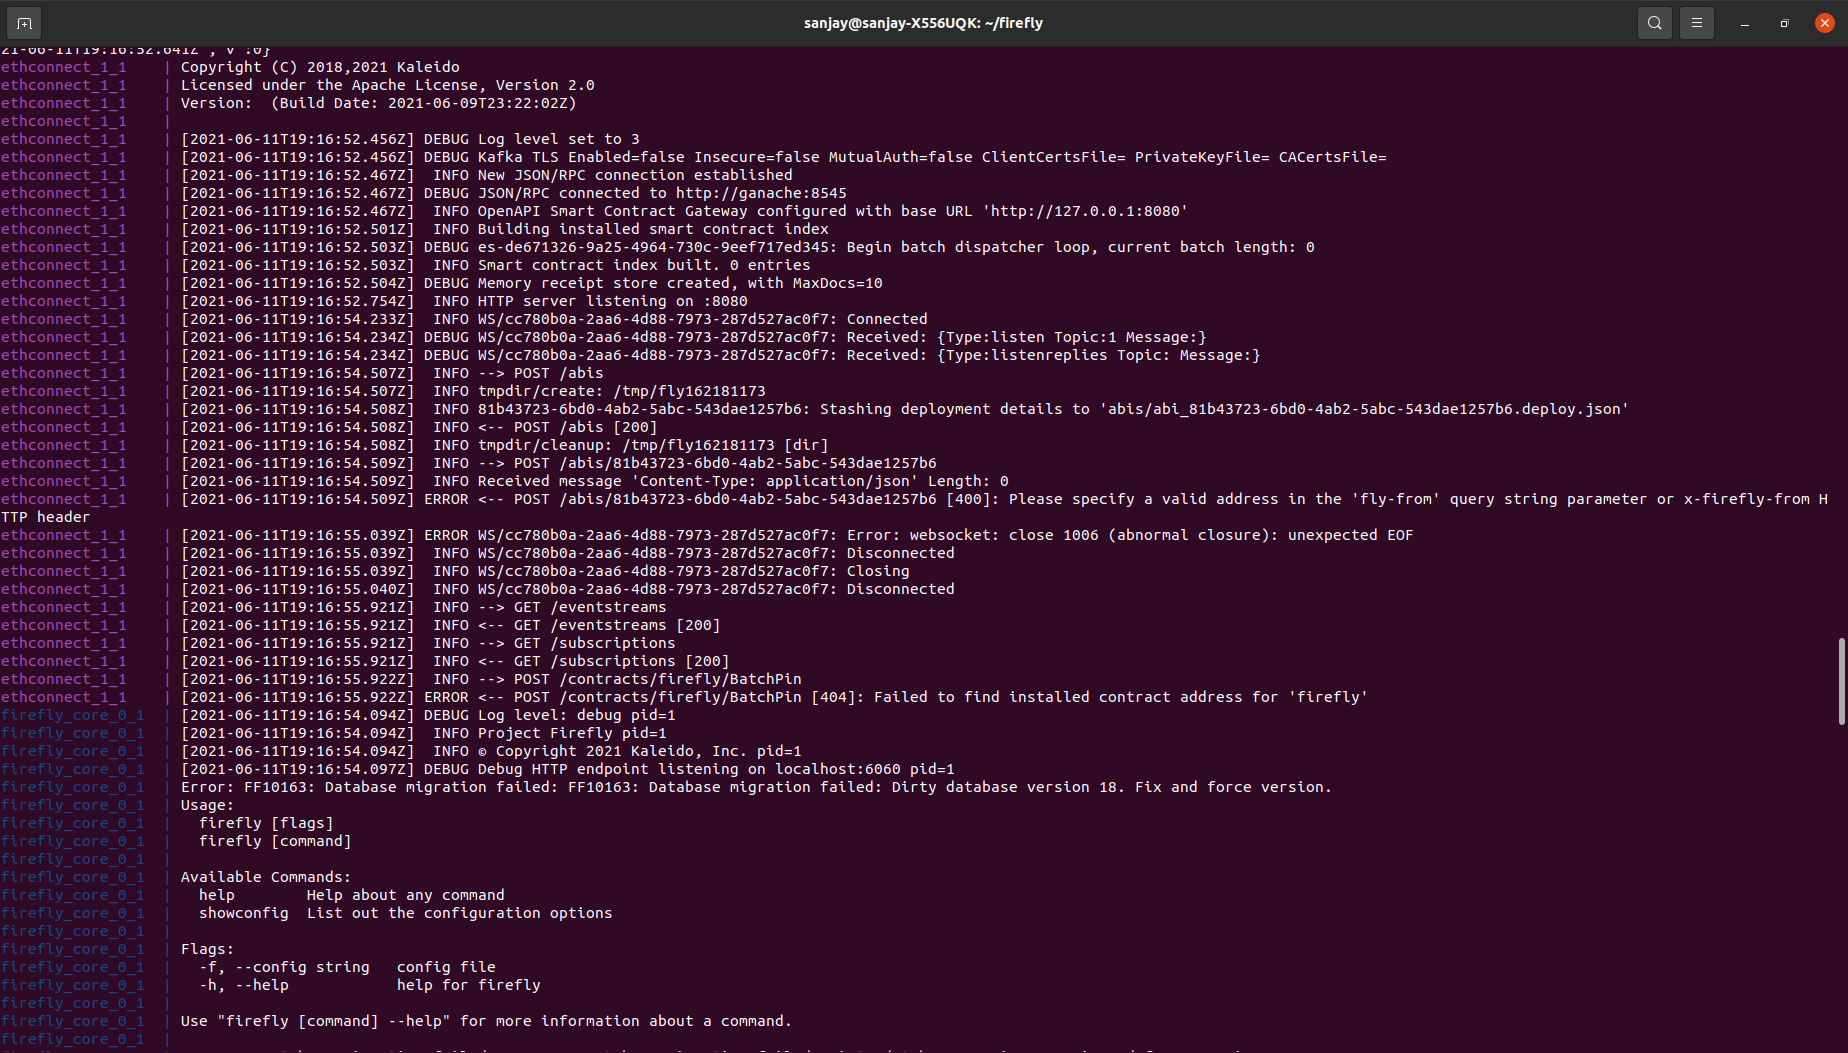 sanjay@sanjay-X556UQK: ~/firefly
21-06-11T19:16:52.641Z","v":0}
ethconnect_1_1    | Copyright (C) 2018,2021 Kaleido
ethconnect_1_1    | Licensed under the Apache License, Version 2.0
ethconnect_1_1    | Version:  (Build Date: 2021-06-09T23:22:02Z)
ethconnect_1_1    |
ethconnect_1_1    | [2021-06-11T19:16:52.456Z] DEBUG Log level set to 3
ethconnect_1_1    | [2021-06-11T19:16:52.456Z] DEBUG Kafka TLS Enabled=false Insecure=false MutualAuth=false ClientCertsFile= PrivateKeyFile= CACertsFile=
ethconnect_1_1    | [2021-06-11T19:16:52.467Z]  INFO New JSON/RPC connection established
ethconnect_1_1    | [2021-06-11T19:16:52.467Z] DEBUG JSON/RPC connected to http://ganache:8545
ethconnect_1_1    | [2021-06-11T19:16:52.467Z]  INFO OpenAPI Smart Contract Gateway configured with base URL 'http://127.0.0.1:8080'
ethconnect_1_1    | [2021-06-11T19:16:52.501Z]  INFO Building installed smart contract index
ethconnect_1_1    | [2021-06-11T19:16:52.503Z] DEBUG es-de671326-9a25-4964-730c-9eef717ed345: Begin batch dispatcher loop, current batch length: 0
ethconnect_1_1    | [2021-06-11T19:16:52.503Z]  INFO Smart contract index built. 0 entries
ethconnect_1_1    | [2021-06-11T19:16:52.504Z] DEBUG Memory receipt store created, with MaxDocs=10
ethconnect_1_1    | [2021-06-11T19:16:52.754Z]  INFO HTTP server listening on :8080
ethconnect_1_1    | [2021-06-11T19:16:54.233Z]  INFO WS/cc780b0a-2aa6-4d88-7973-287d527ac0f7: Connected
ethconnect_1_1    | [2021-06-11T19:16:54.234Z] DEBUG WS/cc780b0a-2aa6-4d88-7973-287d527ac0f7: Received: {Type:listen Topic:1 Message:}
ethconnect_1_1    | [2021-06-11T19:16:54.234Z] DEBUG WS/cc780b0a-2aa6-4d88-7973-287d527ac0f7: Received: {Type:listenreplies Topic: Message:}
ethconnect_1_1    | [2021-06-11T19:16:54.507Z]  INFO --> POST /abis
ethconnect_1_1    | [2021-06-11T19:16:54.507Z]  INFO tmpdir/create: /tmp/fly162181173
ethconnect_1_1    | [2021-06-11T19:16:54.508Z]  INFO 81b43723-6bd0-4ab2-5abc-543dae1257b6: Stashing deployment details to 'abis/abi_81b43723-6bd0-4ab2-5abc-543dae1257b6.deploy.json'
ethconnect_1_1    | [2021-06-11T19:16:54.508Z]  INFO <-- POST /abis [200]
ethconnect_1_1    | [2021-06-11T19:16:54.508Z]  INFO tmpdir/cleanup: /tmp/fly162181173 [dir]
ethconnect_1_1    | [2021-06-11T19:16:54.509Z]  INFO --> POST /abis/81b43723-6bd0-4ab2-5abc-543dae1257b6
ethconnect_1_1    | [2021-06-11T19:16:54.509Z]  INFO Received message 'Content-Type: application/json' Length: 0
ethconnect_1_1    | [2021-06-11T19:16:54.509Z] ERROR <-- POST /abis/81b43723-6bd0-4ab2-5abc-543dae1257b6 [400]: Please specify a valid address in the 'fly-from' query string parameter or x-firefly-from H
TTP header
ethconnect_1_1    | [2021-06-11T19:16:55.039Z] ERROR WS/cc780b0a-2aa6-4d88-7973-287d527ac0f7: Error: websocket: close 1006 (abnormal closure): unexpected EOF
ethconnect_1_1    | [2021-06-11T19:16:55.039Z]  INFO WS/cc780b0a-2aa6-4d88-7973-287d527ac0f7: Disconnected
ethconnect_1_1    | [2021-06-11T19:16:55.039Z]  INFO WS/cc780b0a-2aa6-4d88-7973-287d527ac0f7: Closing
ethconnect_1_1    | [2021-06-11T19:16:55.040Z]  INFO WS/cc780b0a-2aa6-4d88-7973-287d527ac0f7: Disconnected
ethconnect_1_1    | [2021-06-11T19:16:55.921Z]  INFO --> GET /eventstreams
ethconnect_1_1    | [2021-06-11T19:16:55.921Z]  INFO <-- GET /eventstreams [200]
ethconnect_1_1    | [2021-06-11T19:16:55.921Z]  INFO --> GET /subscriptions
ethconnect_1_1    | [2021-06-11T19:16:55.921Z]  INFO <-- GET /subscriptions [200]
ethconnect_1_1    | [2021-06-11T19:16:55.922Z]  INFO --> POST /contracts/firefly/BatchPin
ethconnect_1_1    | [2021-06-11T19:16:55.922Z] ERROR <-- POST /contracts/firefly/BatchPin [404]: Failed to find installed contract address for 'firefly'
firefly_core_0_1  | [2021-06-11T19:16:54.094Z] DEBUG Log level: debug pid=1
firefly_core_0_1  | [2021-06-11T19:16:54.094Z]  INFO Project Firefly pid=1
firefly_core_0_1  | [2021-06-11T19:16:54.094Z]  INFO © Copyright 2021 Kaleido, Inc. pid=1
firefly_core_0_1  | [2021-06-11T19:16:54.097Z] DEBUG Debug HTTP endpoint listening on localhost:6060 pid=1
firefly_core_0_1  | Error: FF10163: Database migration failed: FF10163: Database migration failed: Dirty database version 18. Fix and force version.
firefly_core_0_1  | Usage:
firefly_core_0_1  |   firefly [flags]
firefly_core_0_1  |   firefly [command]
firefly_core_0_1  |
firefly_core_0_1  | Available Commands:
firefly_core_0_1  |   help        Help about any command
firefly_core_0_1  |   showconfig  List out the configuration options
firefly_core_0_1  |
firefly_core_0_1  | Flags:
firefly_core_0_1  |   -f, --config string   config file
firefly_core_0_1  |   -h, --help            help for firefly
firefly_core_0_1  |
firefly_core_0_1  | Use "firefly [command] --help" for more information about a command.
firefly_core_0_1  |